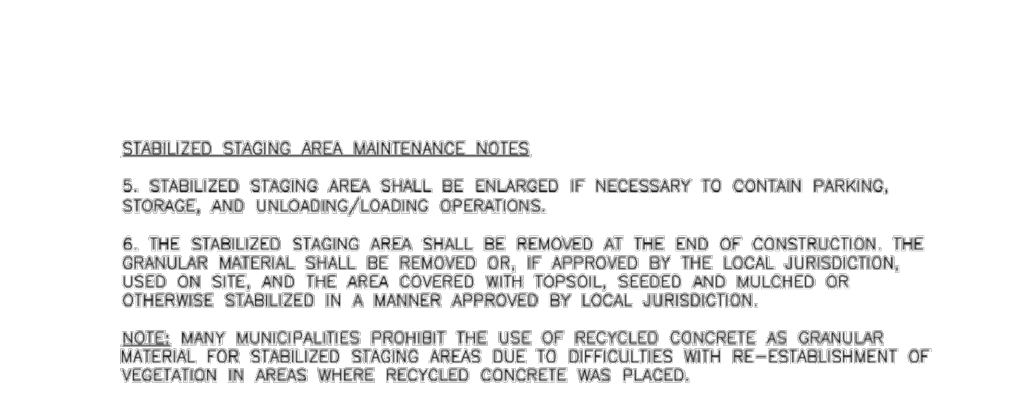 STABILIZED STAGING AREA MAINTENANCE NOTES
5. STABILIZED STAGING AREA SHALL BE ENLARGED IF NECESSARY TO CONTAIN PARKING,
STORAGE, AND UNLOADING/LOADING OPERATIONS.
6. THE STABILIZED STAGING AREA SHALL BE REMOVED AT THE END OF CONSTRUCTION. THE
GRANULAR MATERIAL SHALL BE REMOVED OR, IF APPROVED BY THE LOCAL JURISDICTION,
USED ON SITE, AND THE AREA COVERED WITH TOPSOIL, SEEDED AND MULCHED OR
OTHERWISE STABILIZED IN A MANNER APPROVED BY LOCAL JURISDICTION.
NOTE: MANY MUNICIPALITIES PROHIBIT THE USE OF RECYCLED CONCRETE AS GRANULAR
MATERIAL FOR STABILIZED STAGING AREAS DUE TO DIFFICULTIES WITH RE-ESTABLISHMENT OF
VEGETATION IN AREAS WHERE RECYCLED CONCRETE WAS PLACED.